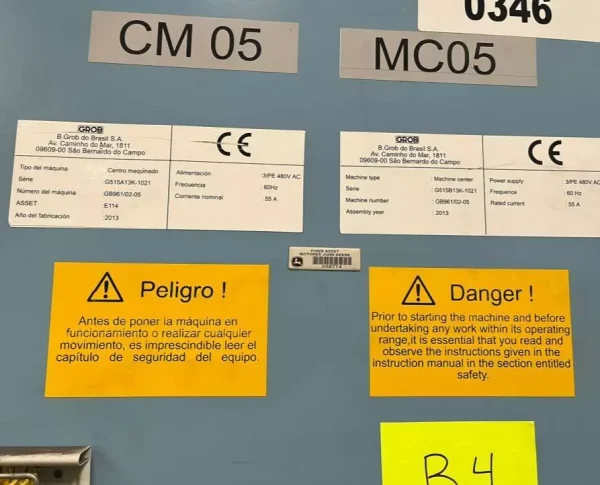 0346
CM 05
MC05
GROB
B.Grob do Brasil S.A.
Av. Caminho do Mar, 1811
09609-00 São Bernardo do Campo
CE
Tipo del máquina : Centro maquinado
Série : G515A13K-1021
Número del máquina : GB961/02-05
ASSET : E114
Año del fabricación : 2013
Alimentación : 3/PE 480V AC
Frecuencia : 60Hz
Corriente nominal : 55 A
GROB
B.Grob do Brasil S.A.
Av. Caminho do Mar, 1811
09609-00 São Bernardo do Campo
CE
Machine type : Machine center
Serie : G515B13K-1021
Machine number : GB961/02-05
Assembly year : 2013
Power supply : 3/PE 480V AC
Frequence : 60 Hz
Rated current : 55 A
FIXED ASSET
MOTORES JOHN DEERE
Peligro !
Antes de poner la máquina en
funcionamiento o realizar cualquier
movimiento, es imprescindible leer el
capítulo de seguridad del equipo.
Danger !
Prior to starting the machine and before
undertaking any work within its operating
range,it is essential that you read and
observe the instructions given in the
instruction manual in the section entitled
safety.
B4